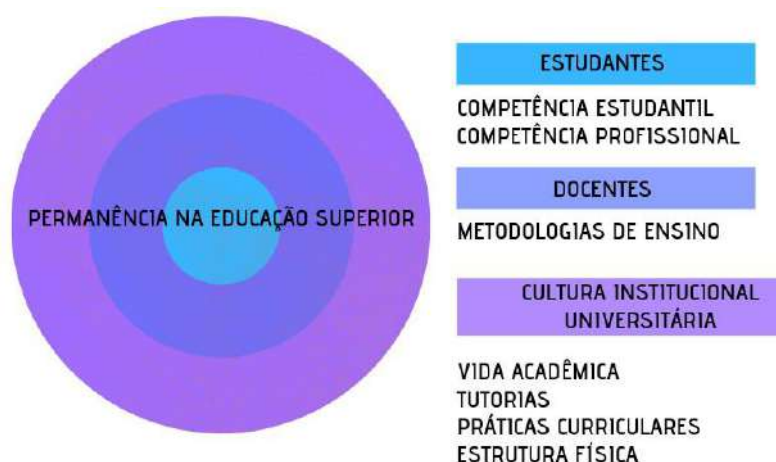 PERMANÊNCIA NA EDUCAÇÃO SUPERIOR
ESTUDANTES
COMPETÊNCIA ESTUDANTIL
COMPETÊNCIA PROFISSIONAL
DOCENTES
METODOLOGIAS DE ENSINO
CULTURA INSTITUCIONAL
UNIVERSITÁRIA
VIDA ACADÊMICA
TUTORIAS
PRÁTICAS CURRICULARES
ESTRUTURA FÍSICA